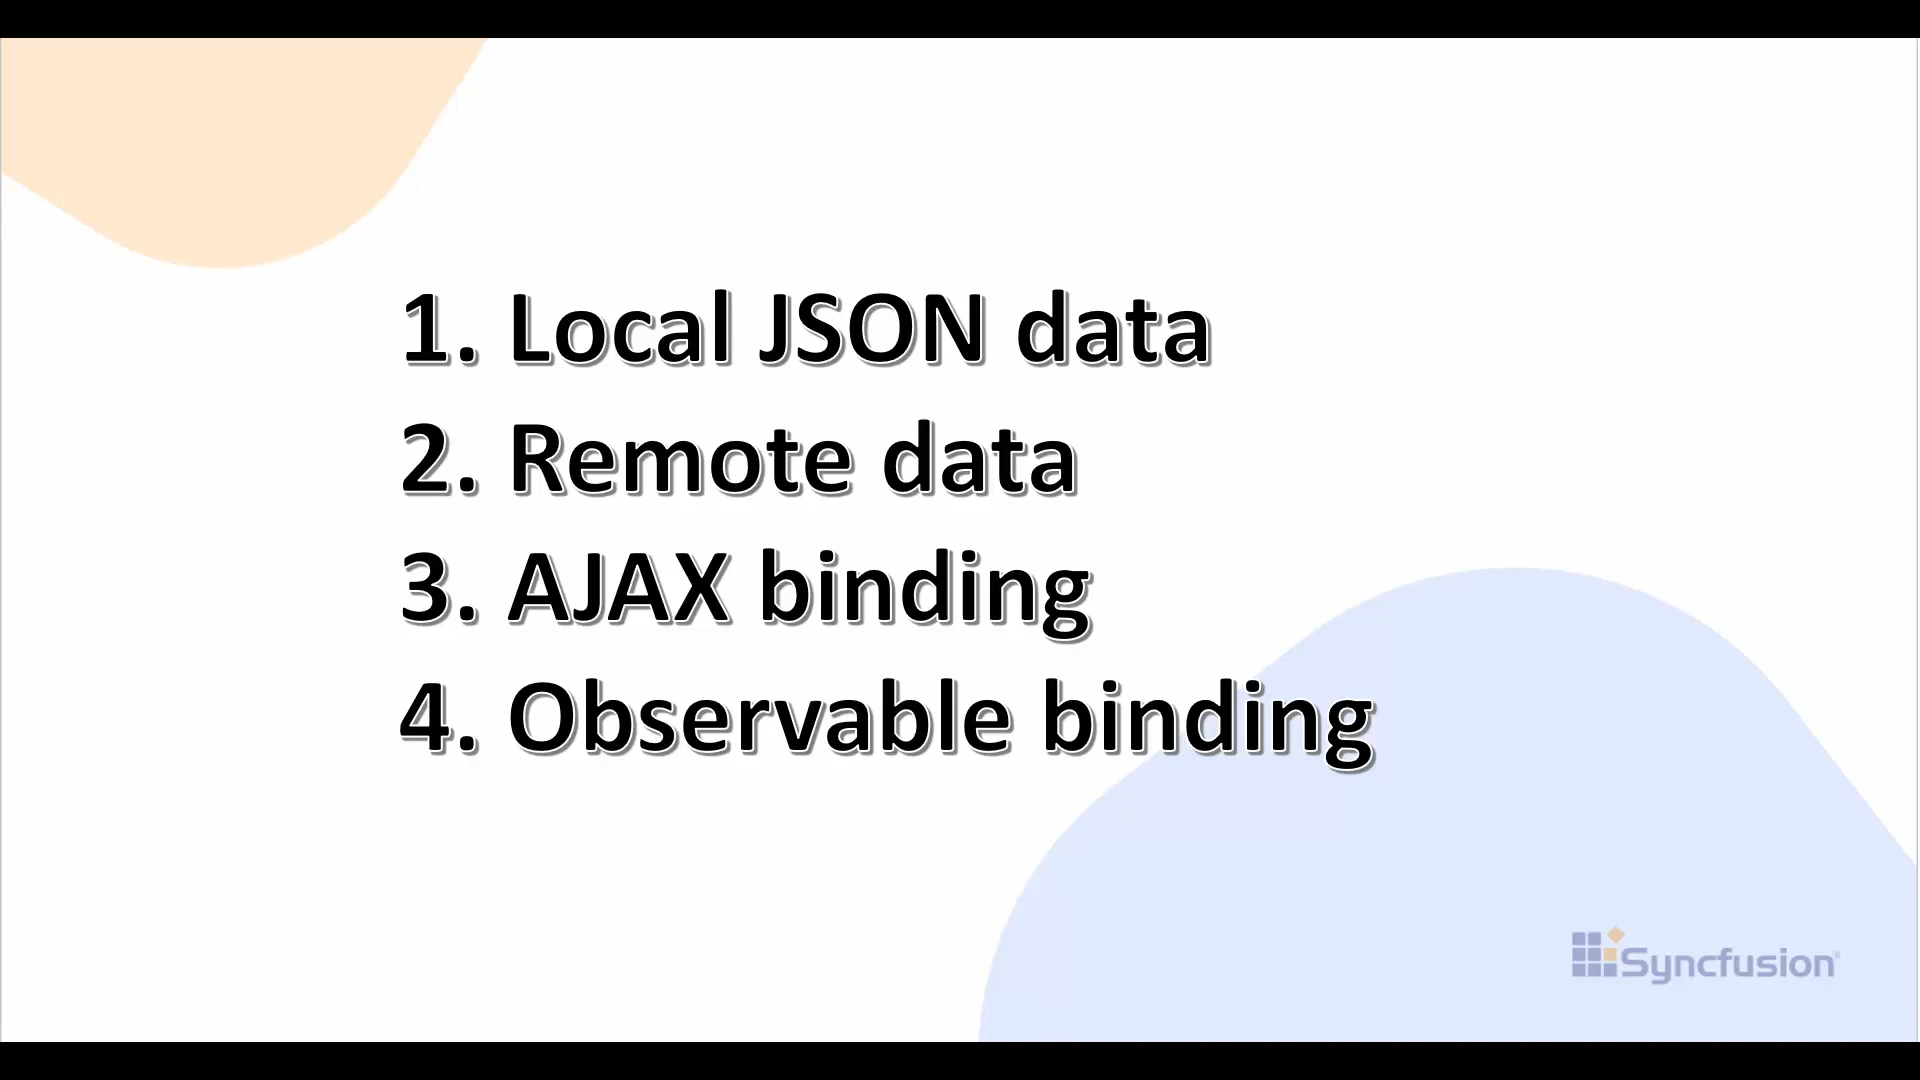 1. Local JSON data
2. Remote data
3. AJAX binding
4. Observable binding
Syncfusion